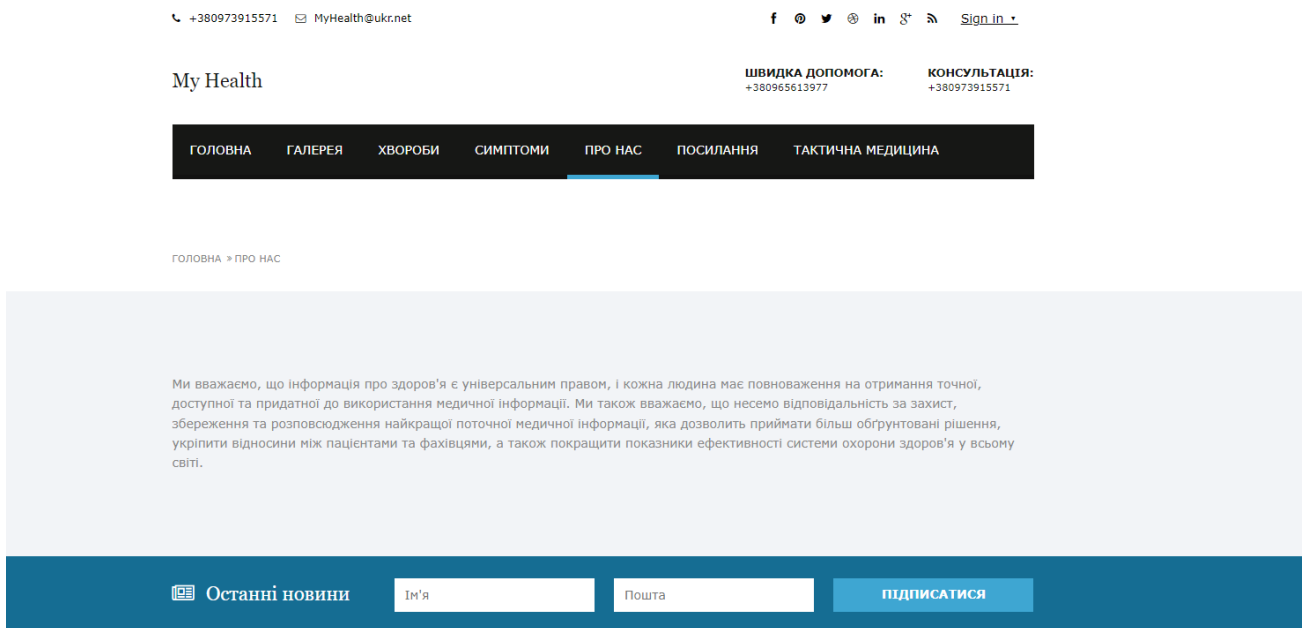 +380973915571 MyHealth@ukr.net Sign in
My Health
ШВИДКА ДОПОМОГА: КОНСУЛЬТАЦІЯ:
+380965613977 +380973915571
ГОЛОВНА ГАЛЕРЕЯ ХВОРОБИ СИМПТОМИ ПРО НАС ПОСИЛАННЯ ТАКТИЧНА МЕДИЦИНА
ГОЛОВНА » ПРО НАС
Ми вважаємо, що інформація про здоров'я є універсальним правом, і кожна людина має повноваження на отримання точної,
доступної та придатної до використання медичної інформації. Ми також вважаємо, що несемо відповідальність за захист,
збереження та розповсюдження найкращої поточної медичної інформації, яка дозволить приймати більш обґрунтовані рішення,
укріпити відносини між пацієнтами та фахівцями, а також покращити показники ефективності системи охорони здоров'я у всьому
світі.
Останні новини Ім'я Пошта ПІДПИСАТИСЯ